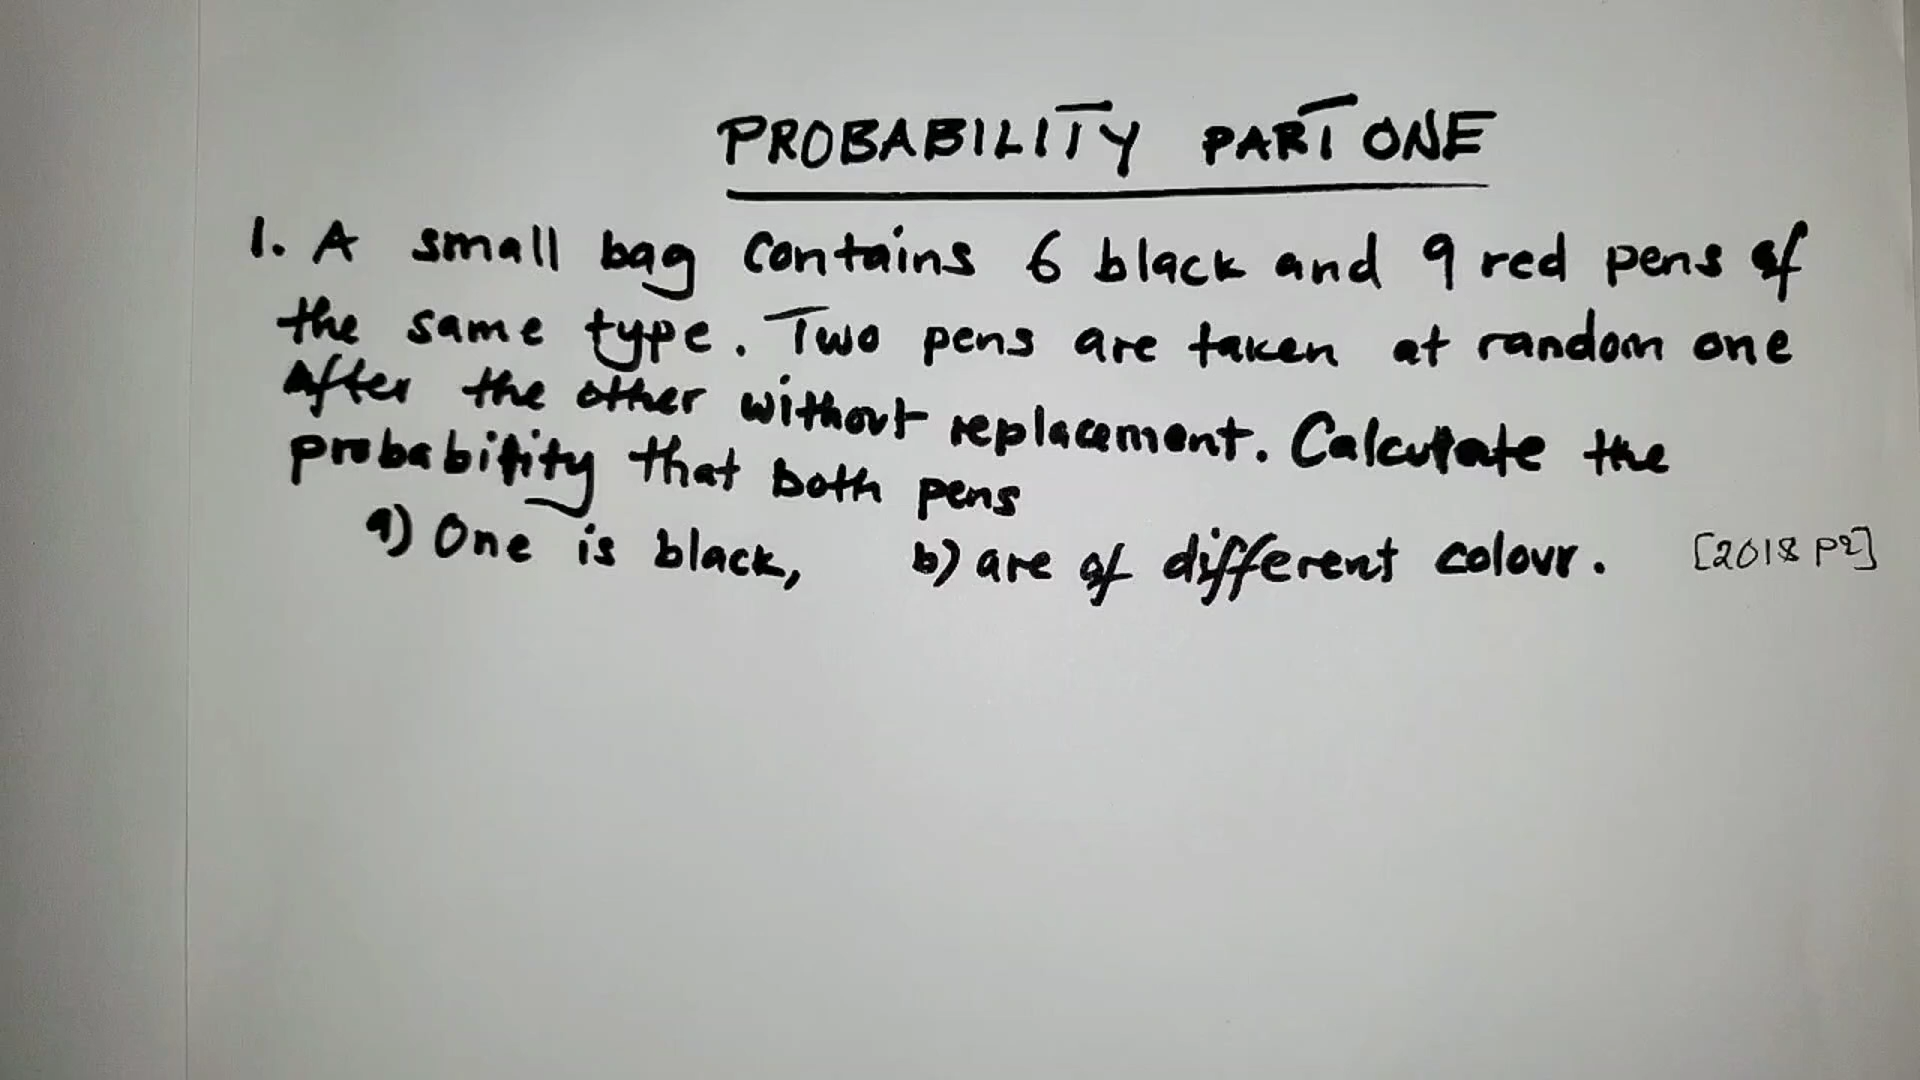 PROBABILITY PART ONE
1. A small bag contains 6 black and 9 red pens of
the same type. Two pens are taken at random one
After the other without replacement. Calculate the
probability that both pens
a) One is black, b) are of different colour. [2018 P2]